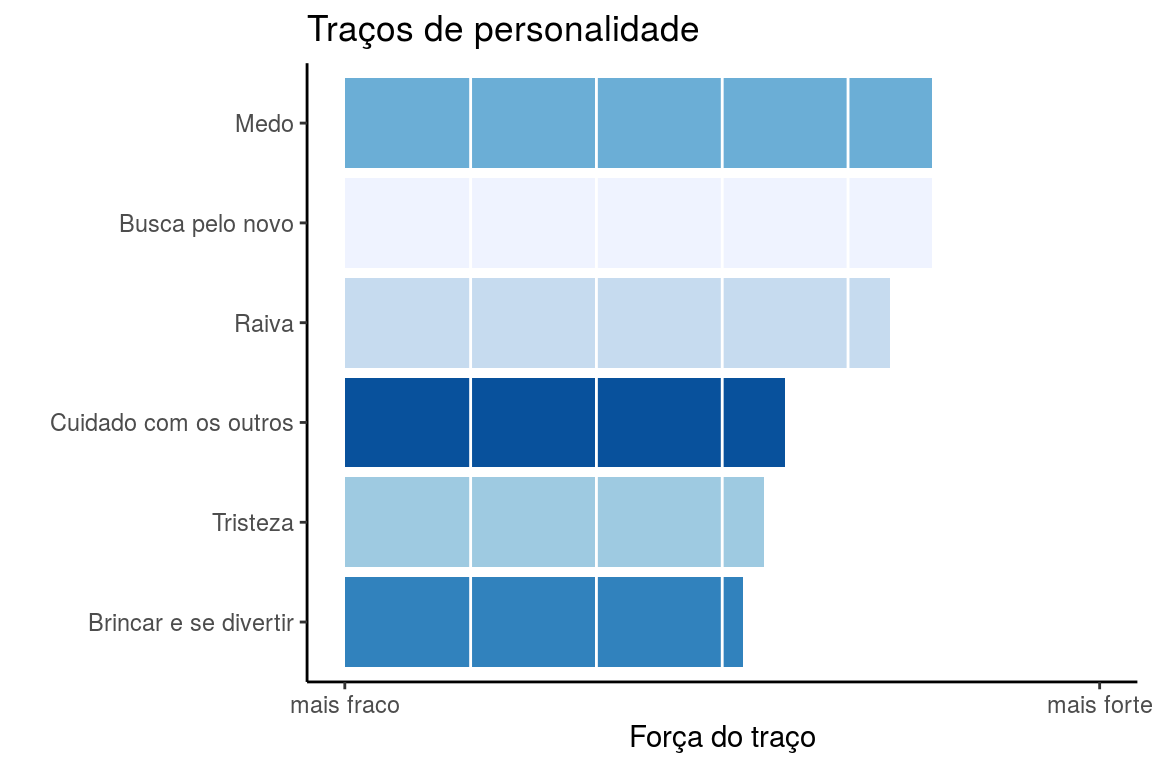 Traços de personalidade
Medo
Busca pelo novo
Raiva
Cuidado com os outros
Tristeza
Brincar e se divertir
mais fraco
mais forte
Força do traço